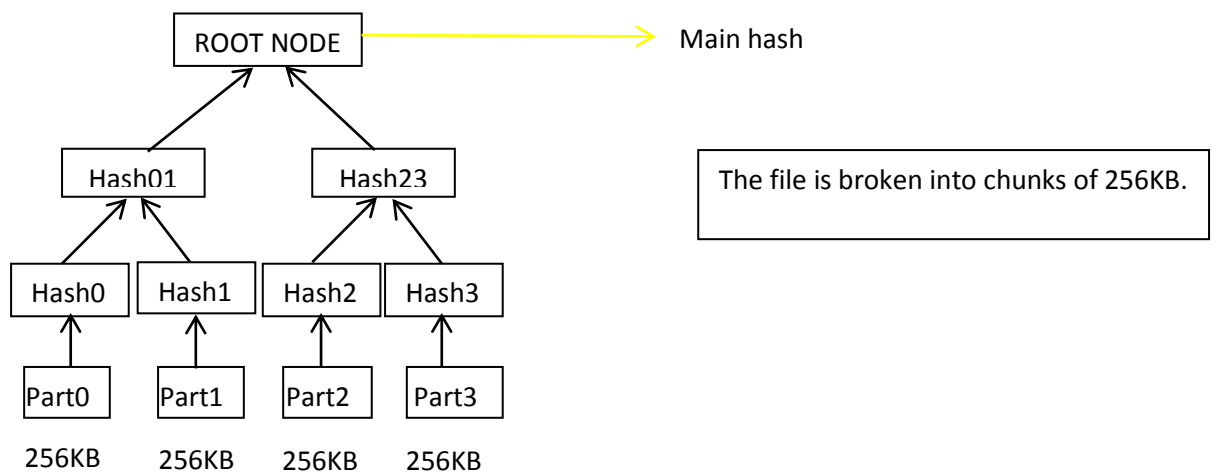 ROOT NODE
Main hash
Hash01
Hash23
The file is broken into chunks of 256KB.
Hash0
Hash1
Hash2
Hash3
Part0
Part1
Part2
Part3
256KB
256KB
256KB
256KB